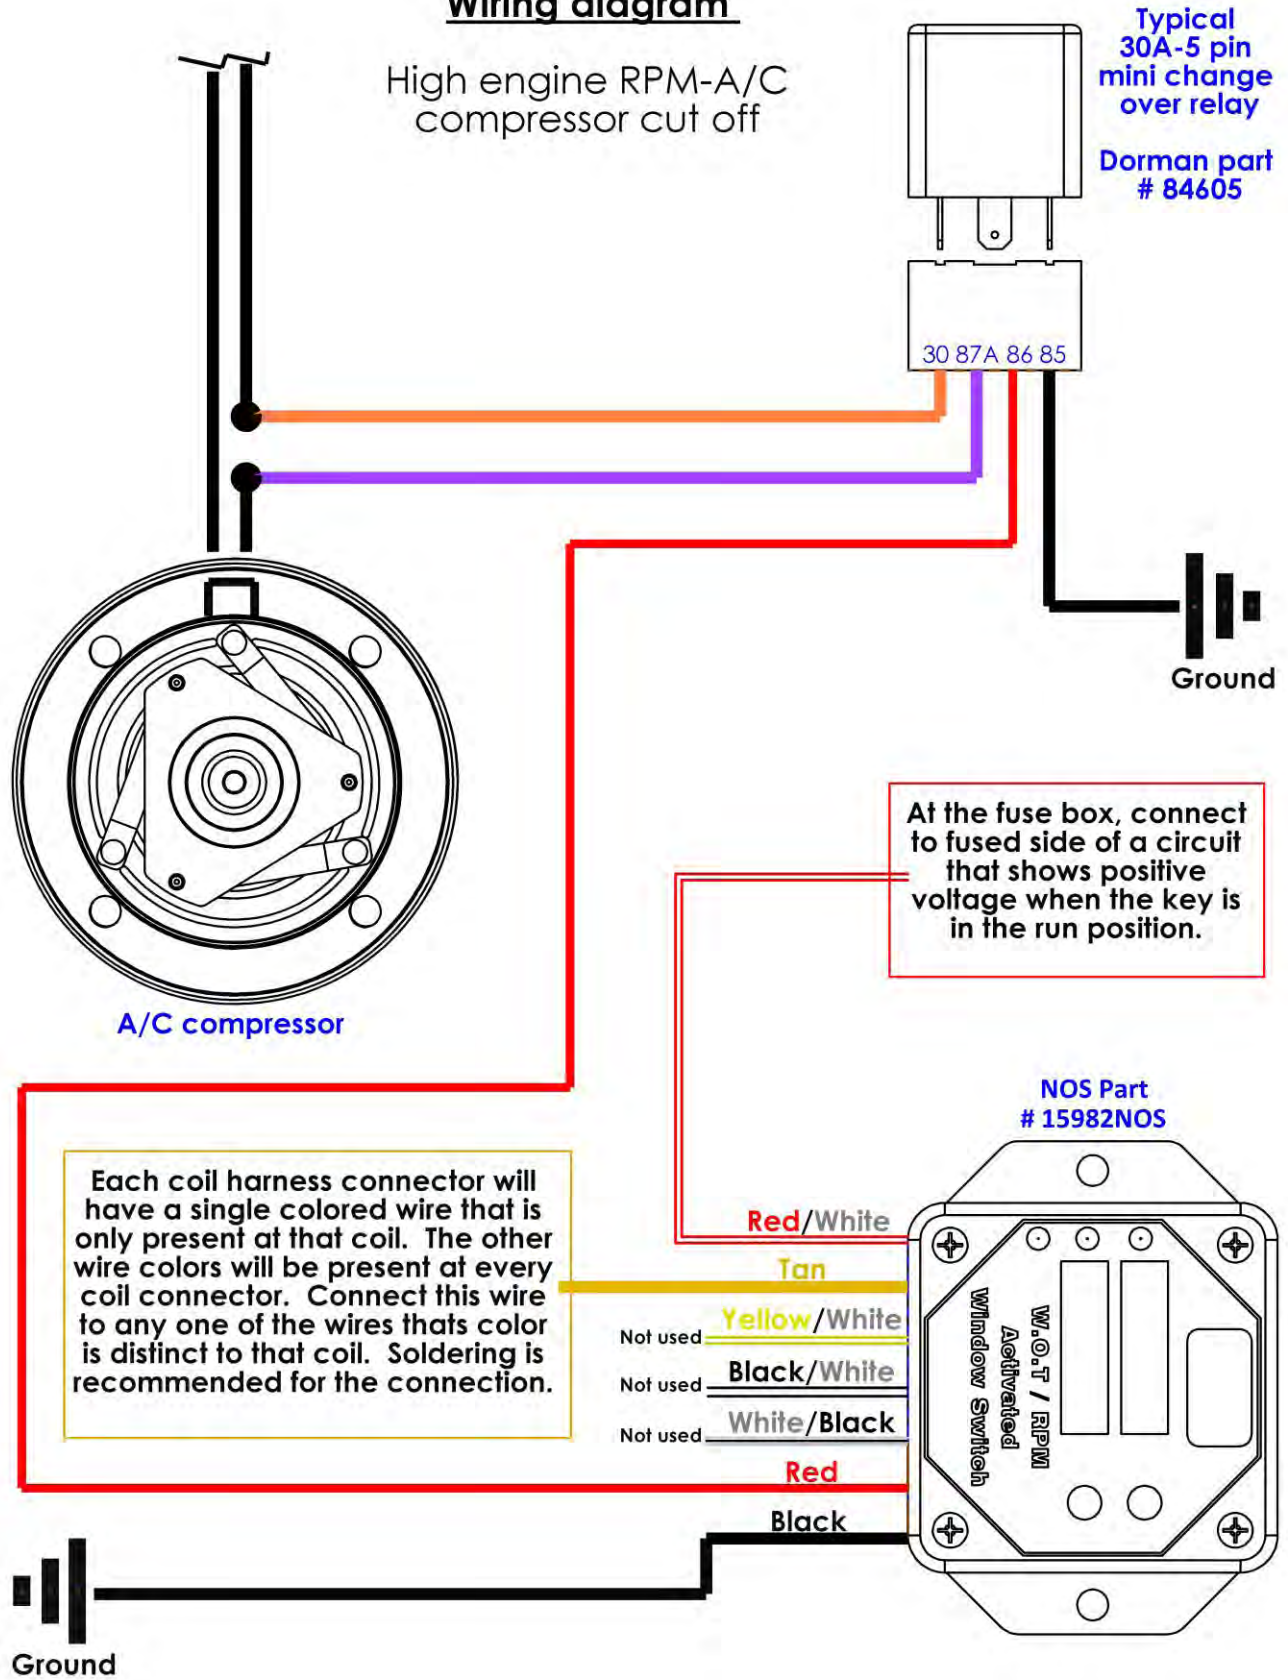 Wiring diagram
High engine RPM-A/C
compressor cut off
Typical
30A-5 pin
mini change
over relay
Dorman part
# 84605
30 87A 86 85
Ground
At the fuse box, connect
to fused side of a circuit
that shows positive
voltage when the key is
in the run position.
A/C compressor
NOS Part
# 15982NOS
Each coil harness connector will
have a single colored wire that is
only present at that coil. The other
wire colors will be present at every
coil connector. Connect this wire
to any one of the wires thats color
is distinct to that coil. Soldering is
recommended for the connection.
Red/White
Tan
Yellow/White
Not used
Black/White
Not used
White/Black
Not used
Red
Black
W.O.T / RPM
Activated
Window Switch
Ground